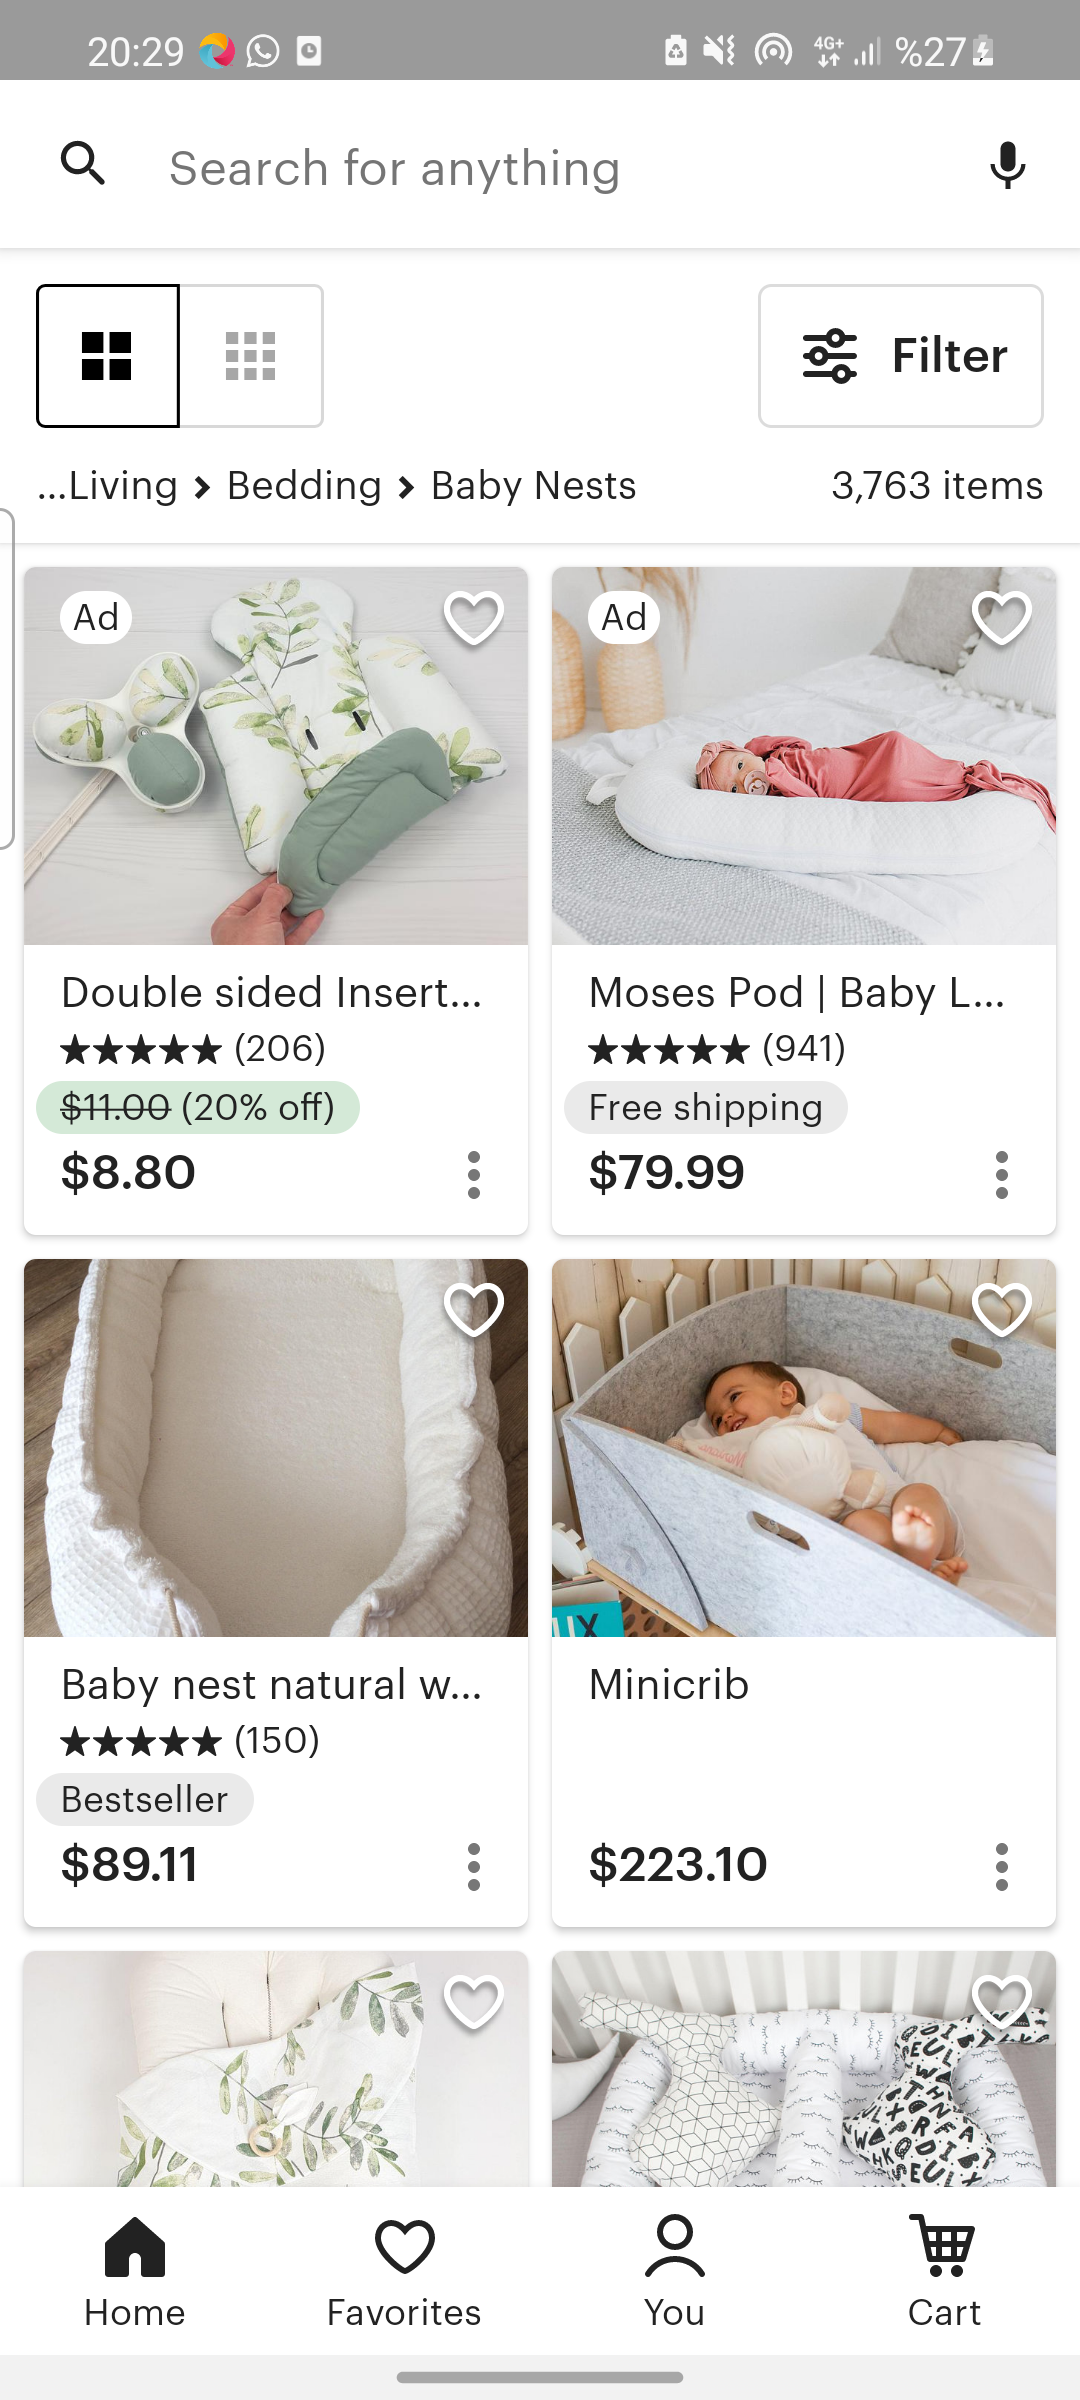 20:29
4G+
%27
Search for anything
Filter
...Living > Bedding > Baby Nests
3,763 items
Ad
Ad
Double sided Insert...
★★★★★ (206)
$11.00 (20% off)
$8.80
Moses Pod | Baby L...
★★★★★ (941)
Free shipping
$79.99
Baby nest natural w...
★★★★★ (150)
Bestseller
$89.11
Minicrib
$223.10
Home
Favorites
You
Cart